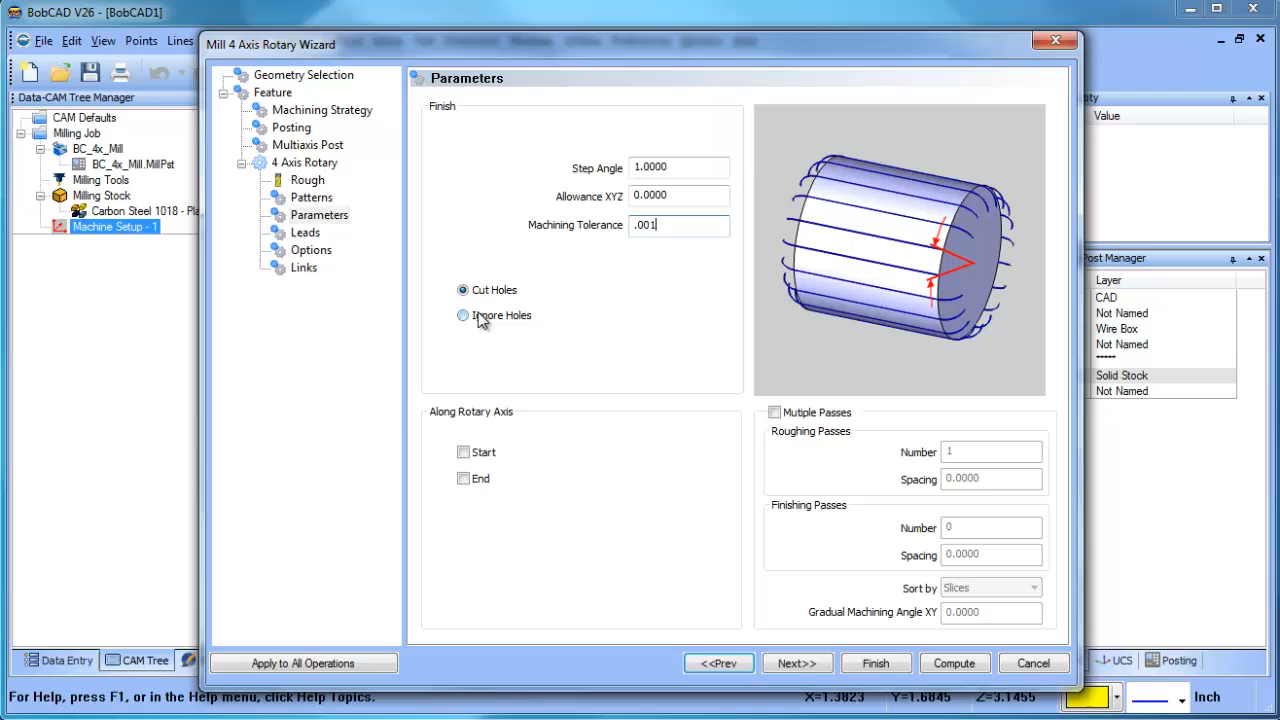 BobCAD V26 - [BobCAD1]
File Edit View Points Lines
Data-CAM Tree Manager
CAM Defaults
Milling Job
BC_4x_Mill
BC_4x_Mill.MillPst
Milling Tools
Milling Stock
Carbon Steel 1018 - Pla
Machine Setup - 1
Data Entry
CAM Tree
Mill 4 Axis Rotary Wizard
Geometry Selection
Feature
Machining Strategy
Posting
Multiaxis Post
4 Axis Rotary
Rough
Patterns
Parameters
Leads
Options
Links
Apply to All Operations
Parameters
Finish
Step Angle 1.0000
Allowance XYZ 0.0000
Machining Tolerance .001
Cut Holes
Ignore Holes
Along Rotary Axis
Start
End
Mutiple Passes
Roughing Passes
Number 1
Spacing 0.0000
Finishing Passes
Number 0
Spacing 0.0000
Sort by Slices
Gradual Machining Angle XY 0.0000
<<Prev
Next>>
Finish
Compute
Cancel
tity
Value
Post Manager
Layer
CAD
Not Named
Wire Box
Not Named
*****
Solid Stock
Not Named
UCS
Posting
For Help, press F1, or in the Help menu, click Help Topics.
X=1.3823 Y=1.6845 Z=3.1455
Inch